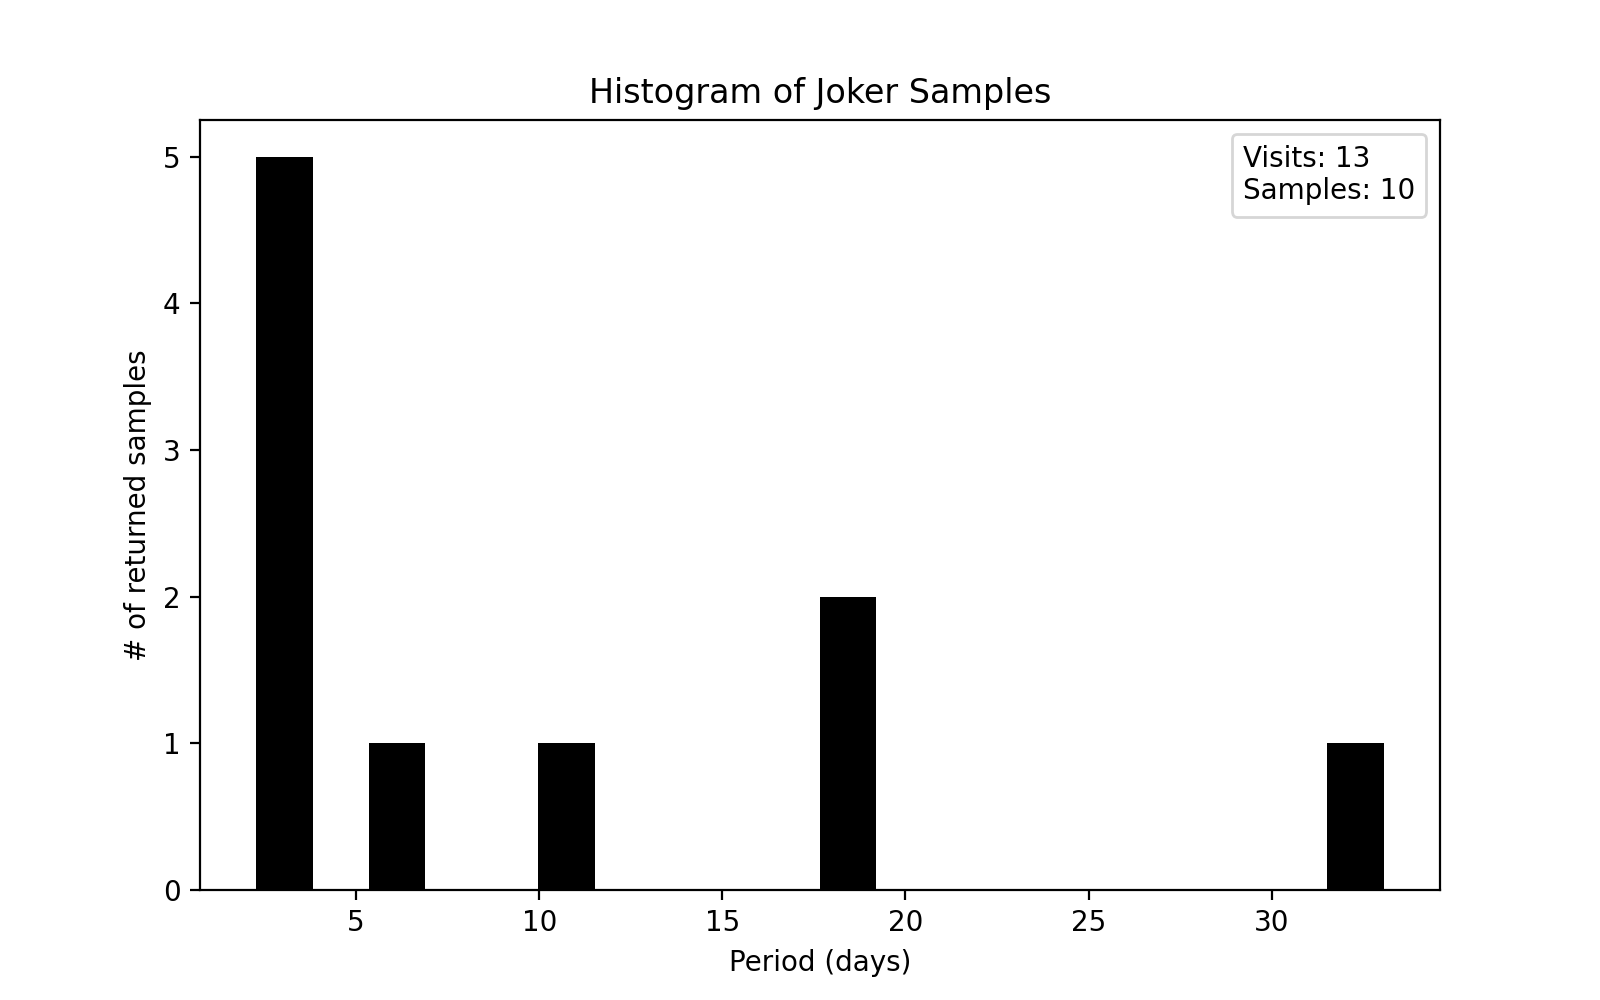 Histogram of Joker Samples
Visits: 13
Samples: 10
# of returned samples
5
4
3
2
1
0
5 10 15 20 25 30
Period (days)